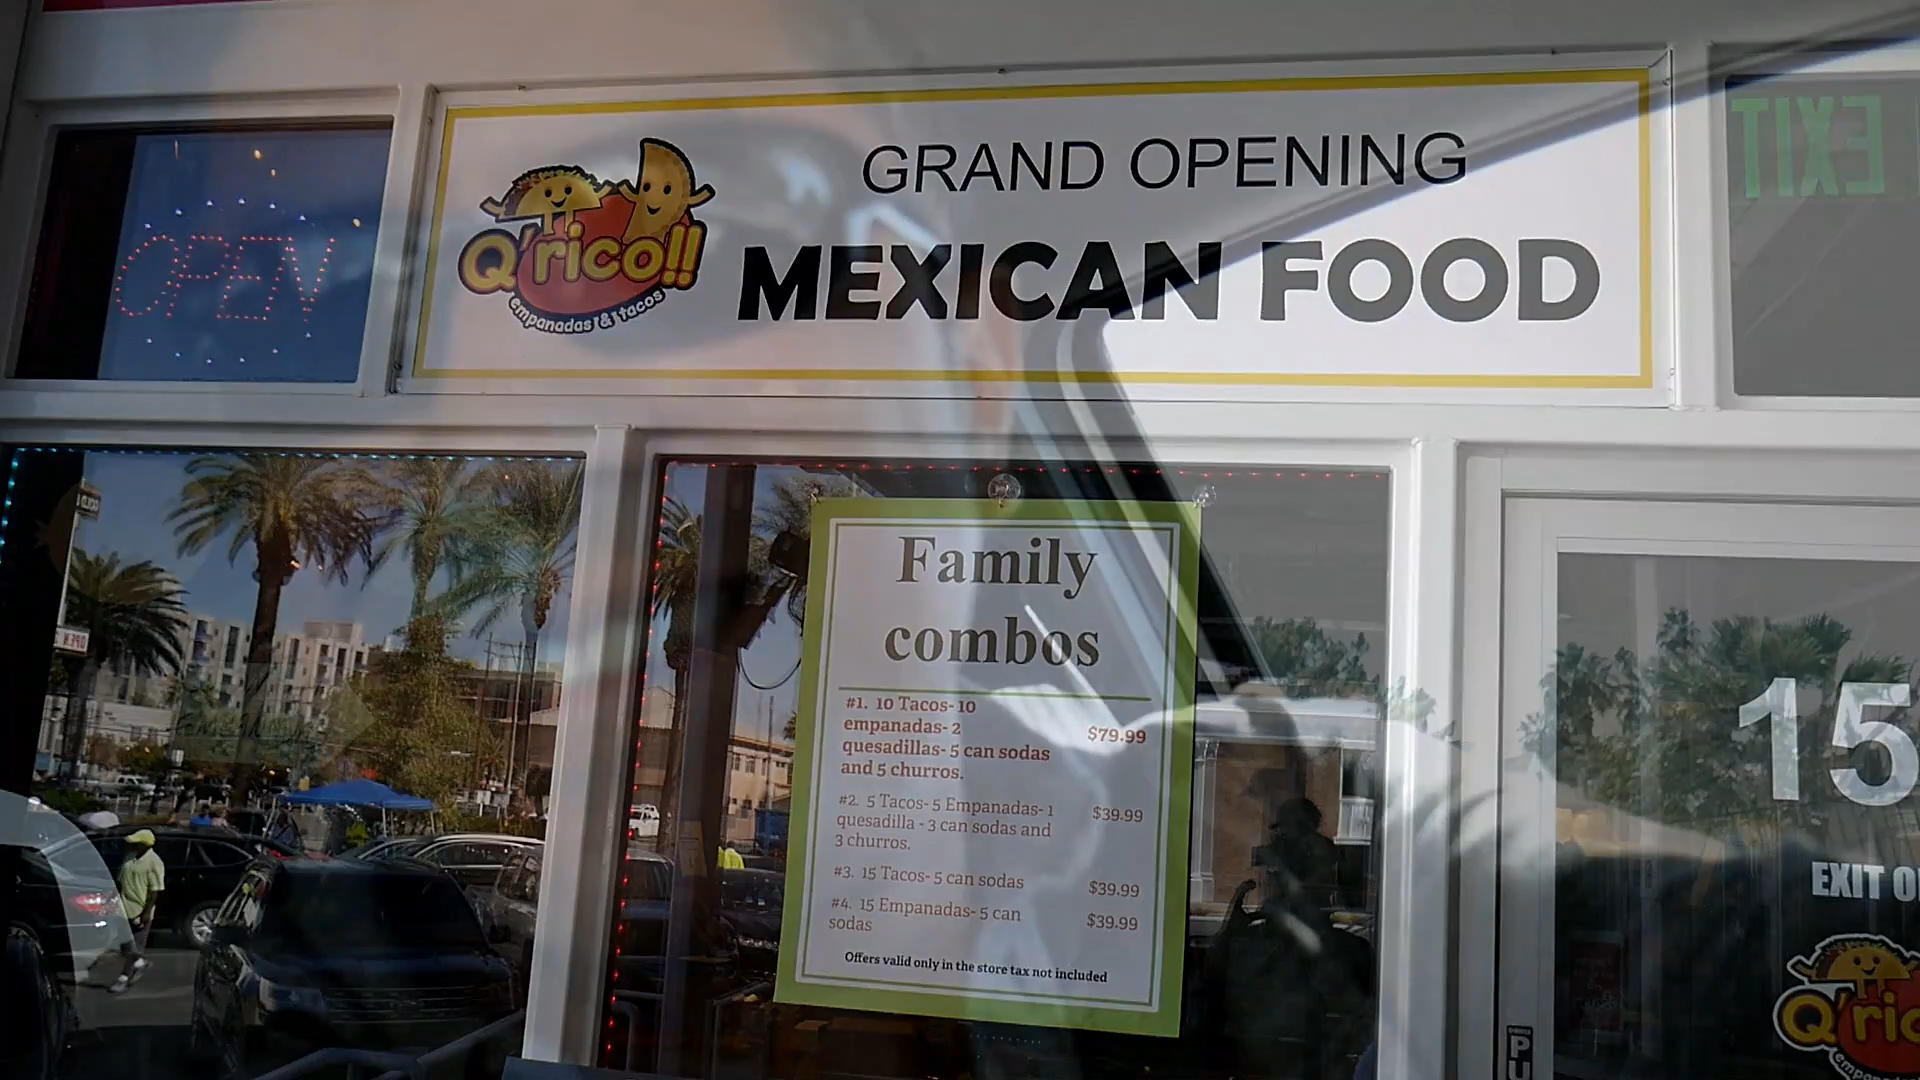 OPEN
Q'rico!!
empanadas & tacos
GRAND OPENING
MEXICAN FOOD
EXIT
Family
combos
#1. 10 Tacos- 10
empanadas- 2
quesadillas- 5 can sodas
and 5 churros.
$79.99
#2. 5 Tacos- 5 Empanadas- 1
quesadilla - 3 can sodas and
3 churros.
$39.99
#3. 15 Tacos- 5 can sodas
$39.99
#4. 15 Empanadas- 5 can
sodas
$39.99
Offers valid only in the store tax not included
15
EXIT
Q'ric